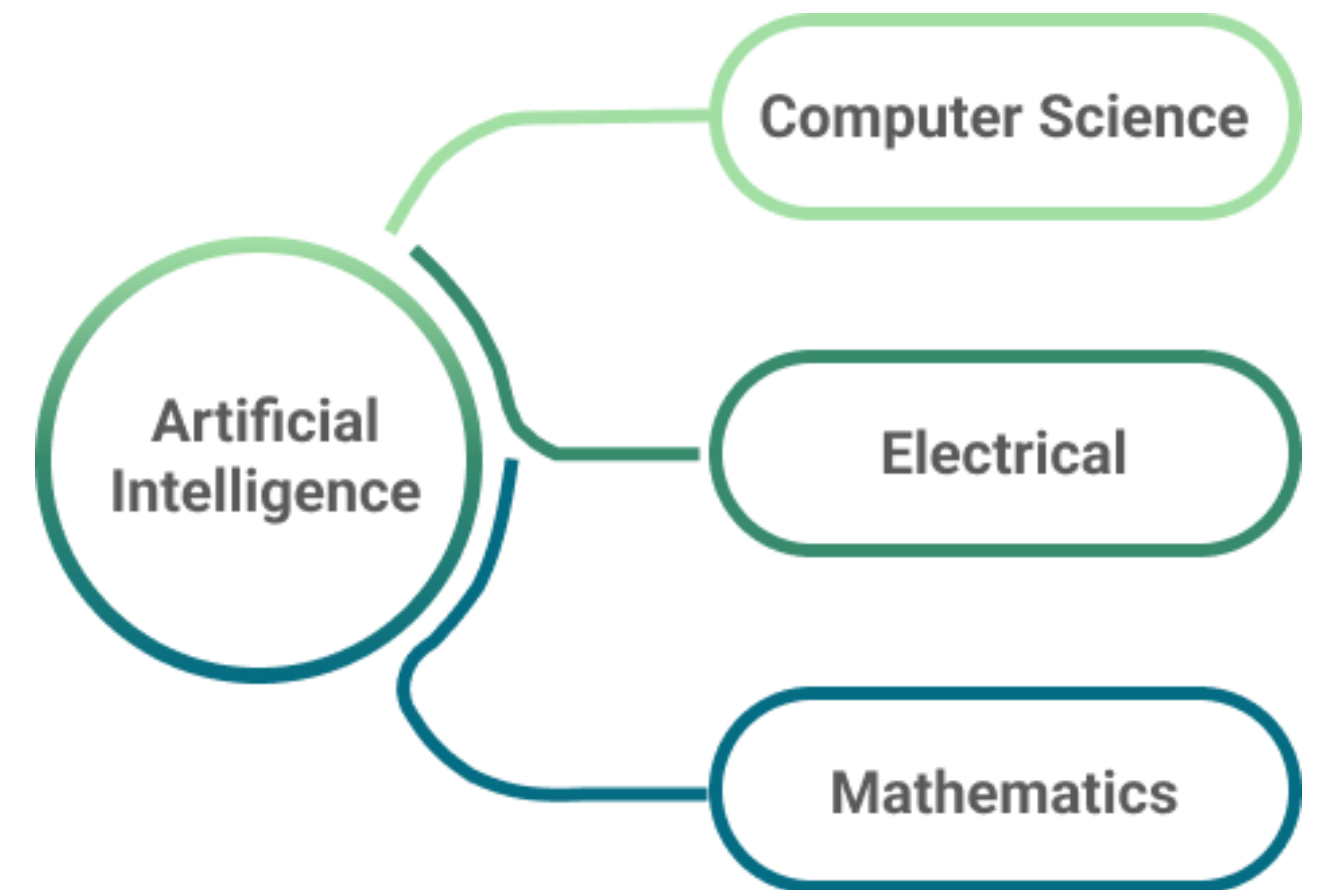 Computer Science
Artificial
Intelligence
Electrical
Mathematics